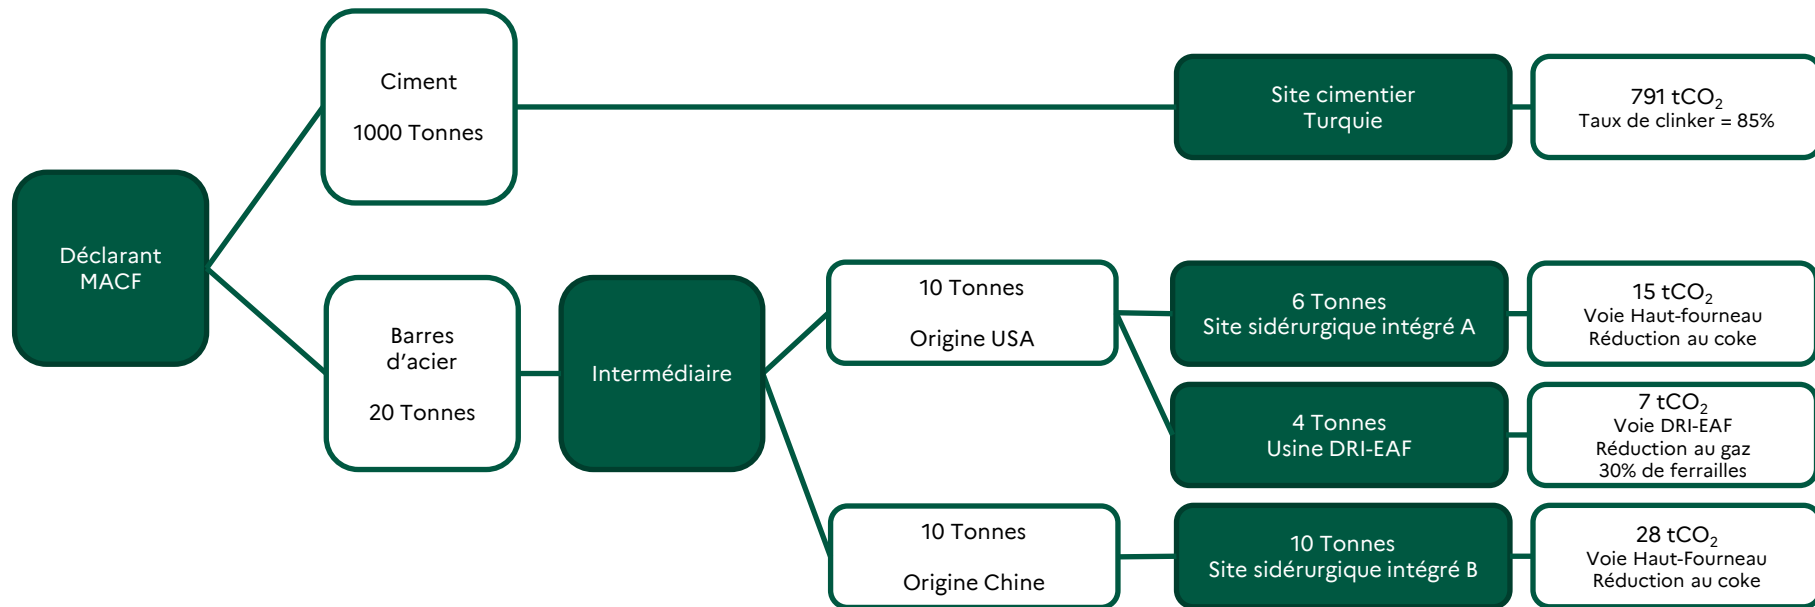 Ciment
1000 Tonnes
Site cimentier
Turquie
791 tCO₂
Taux de clinker = 85%
Déclarant
MACF
Barres
d'acier
20 Tonnes
Intermédiaire
10 Tonnes
Origine USA
6 Tonnes
Site sidérurgique intégré A
15 tCO₂
Voie Haut-fourneau
Réduction au coke
4 Tonnes
Usine DRI-EAF
7 tCO₂
Voie DRI-EAF
Réduction au gaz
30% de ferrailles
10 Tonnes
Origine Chine
10 Tonnes
Site sidérurgique intégré B
28 tCO₂
Voie Haut-Fourneau
Réduction au coke